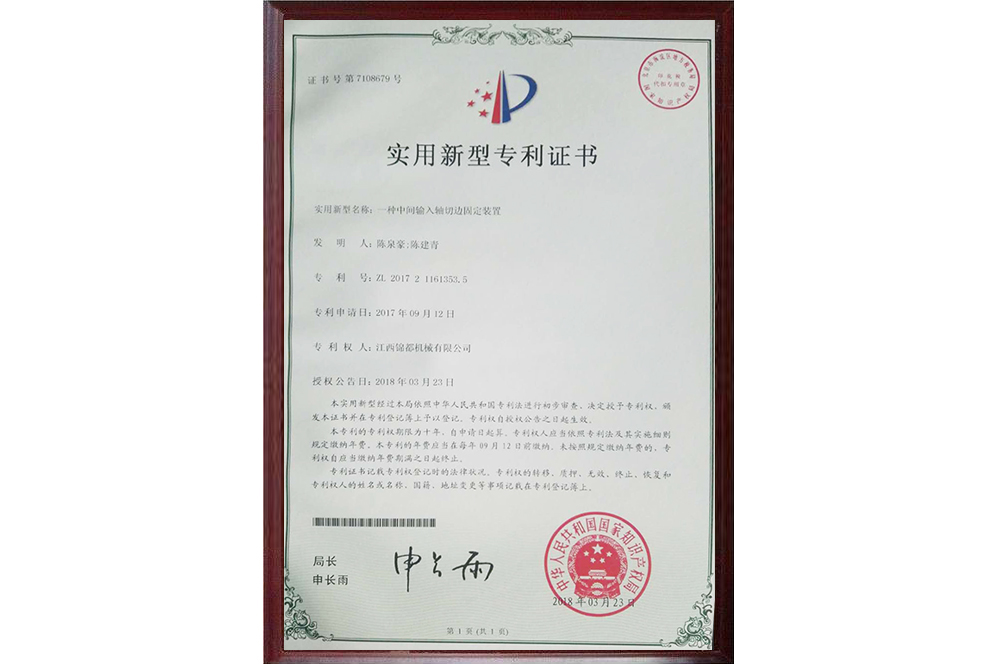 证书号第7108679号
实用新型专利证书
实用新型名称：一种中间输入轴切边固定装置
发明人：陈泉豪;陈建青
专利号：ZL 2017 2 1161353.5
专利申请日：2017年09月12日
专利权人：江西锦都机械有限公司
授权公告日：2018年03月23日
本实用新型经过本局依照中华人民共和国专利法进行初步审查，决定授予专利权，颁
发本证书并在专利登记簿上予以登记。专利权自授权公告之日起生效。
本专利的专利权期限为十年，自申请日起算。专利权人应当依照专利法及其实施细则
规定缴纳年费。本专利的年费应当在每年09月12日前缴纳。未按照规定缴纳年费的，专
利权自应当缴纳年费期满之日起终止。
专利证书记载专利权登记时的法律状况。专利权的转移、质押、无效、终止、恢复和
专利权人的姓名或名称、国籍、地址变更等事项记载在专利登记簿上。
局长
申长雨
申长雨
中华人民共和国国家知识产权局
2018年03月23日
第1页(共1页)